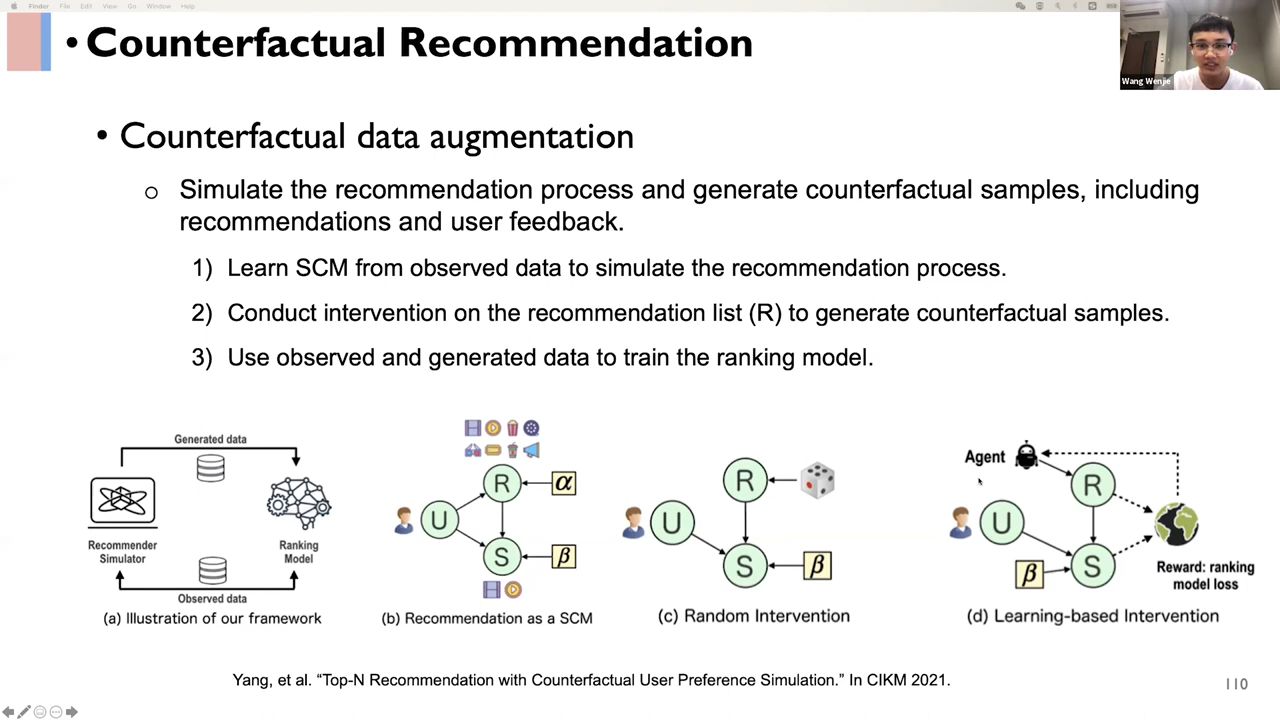 Finder File Edit View Go Window Help
• Counterfactual Recommendation
Wang Wenjie
• Counterfactual data augmentation
o Simulate the recommendation process and generate counterfactual samples, including
recommendations and user feedback.
1) Learn SCM from observed data to simulate the recommendation process.
2) Conduct intervention on the recommendation list (R) to generate counterfactual samples.
3) Use observed and generated data to train the ranking model.
Generated data
Recommender
Simulator
Ranking
Model
Observed data
(a) Illustration of our framework
R α
U
S β
(b) Recommendation as a SCM
R
U
S β
(c) Random Intervention
Agent
R
U
β S
Reward: ranking
model loss
(d) Learning-based Intervention
Yang, et al. “Top-N Recommendation with Counterfactual User Preference Simulation.” In CIKM 2021.
110